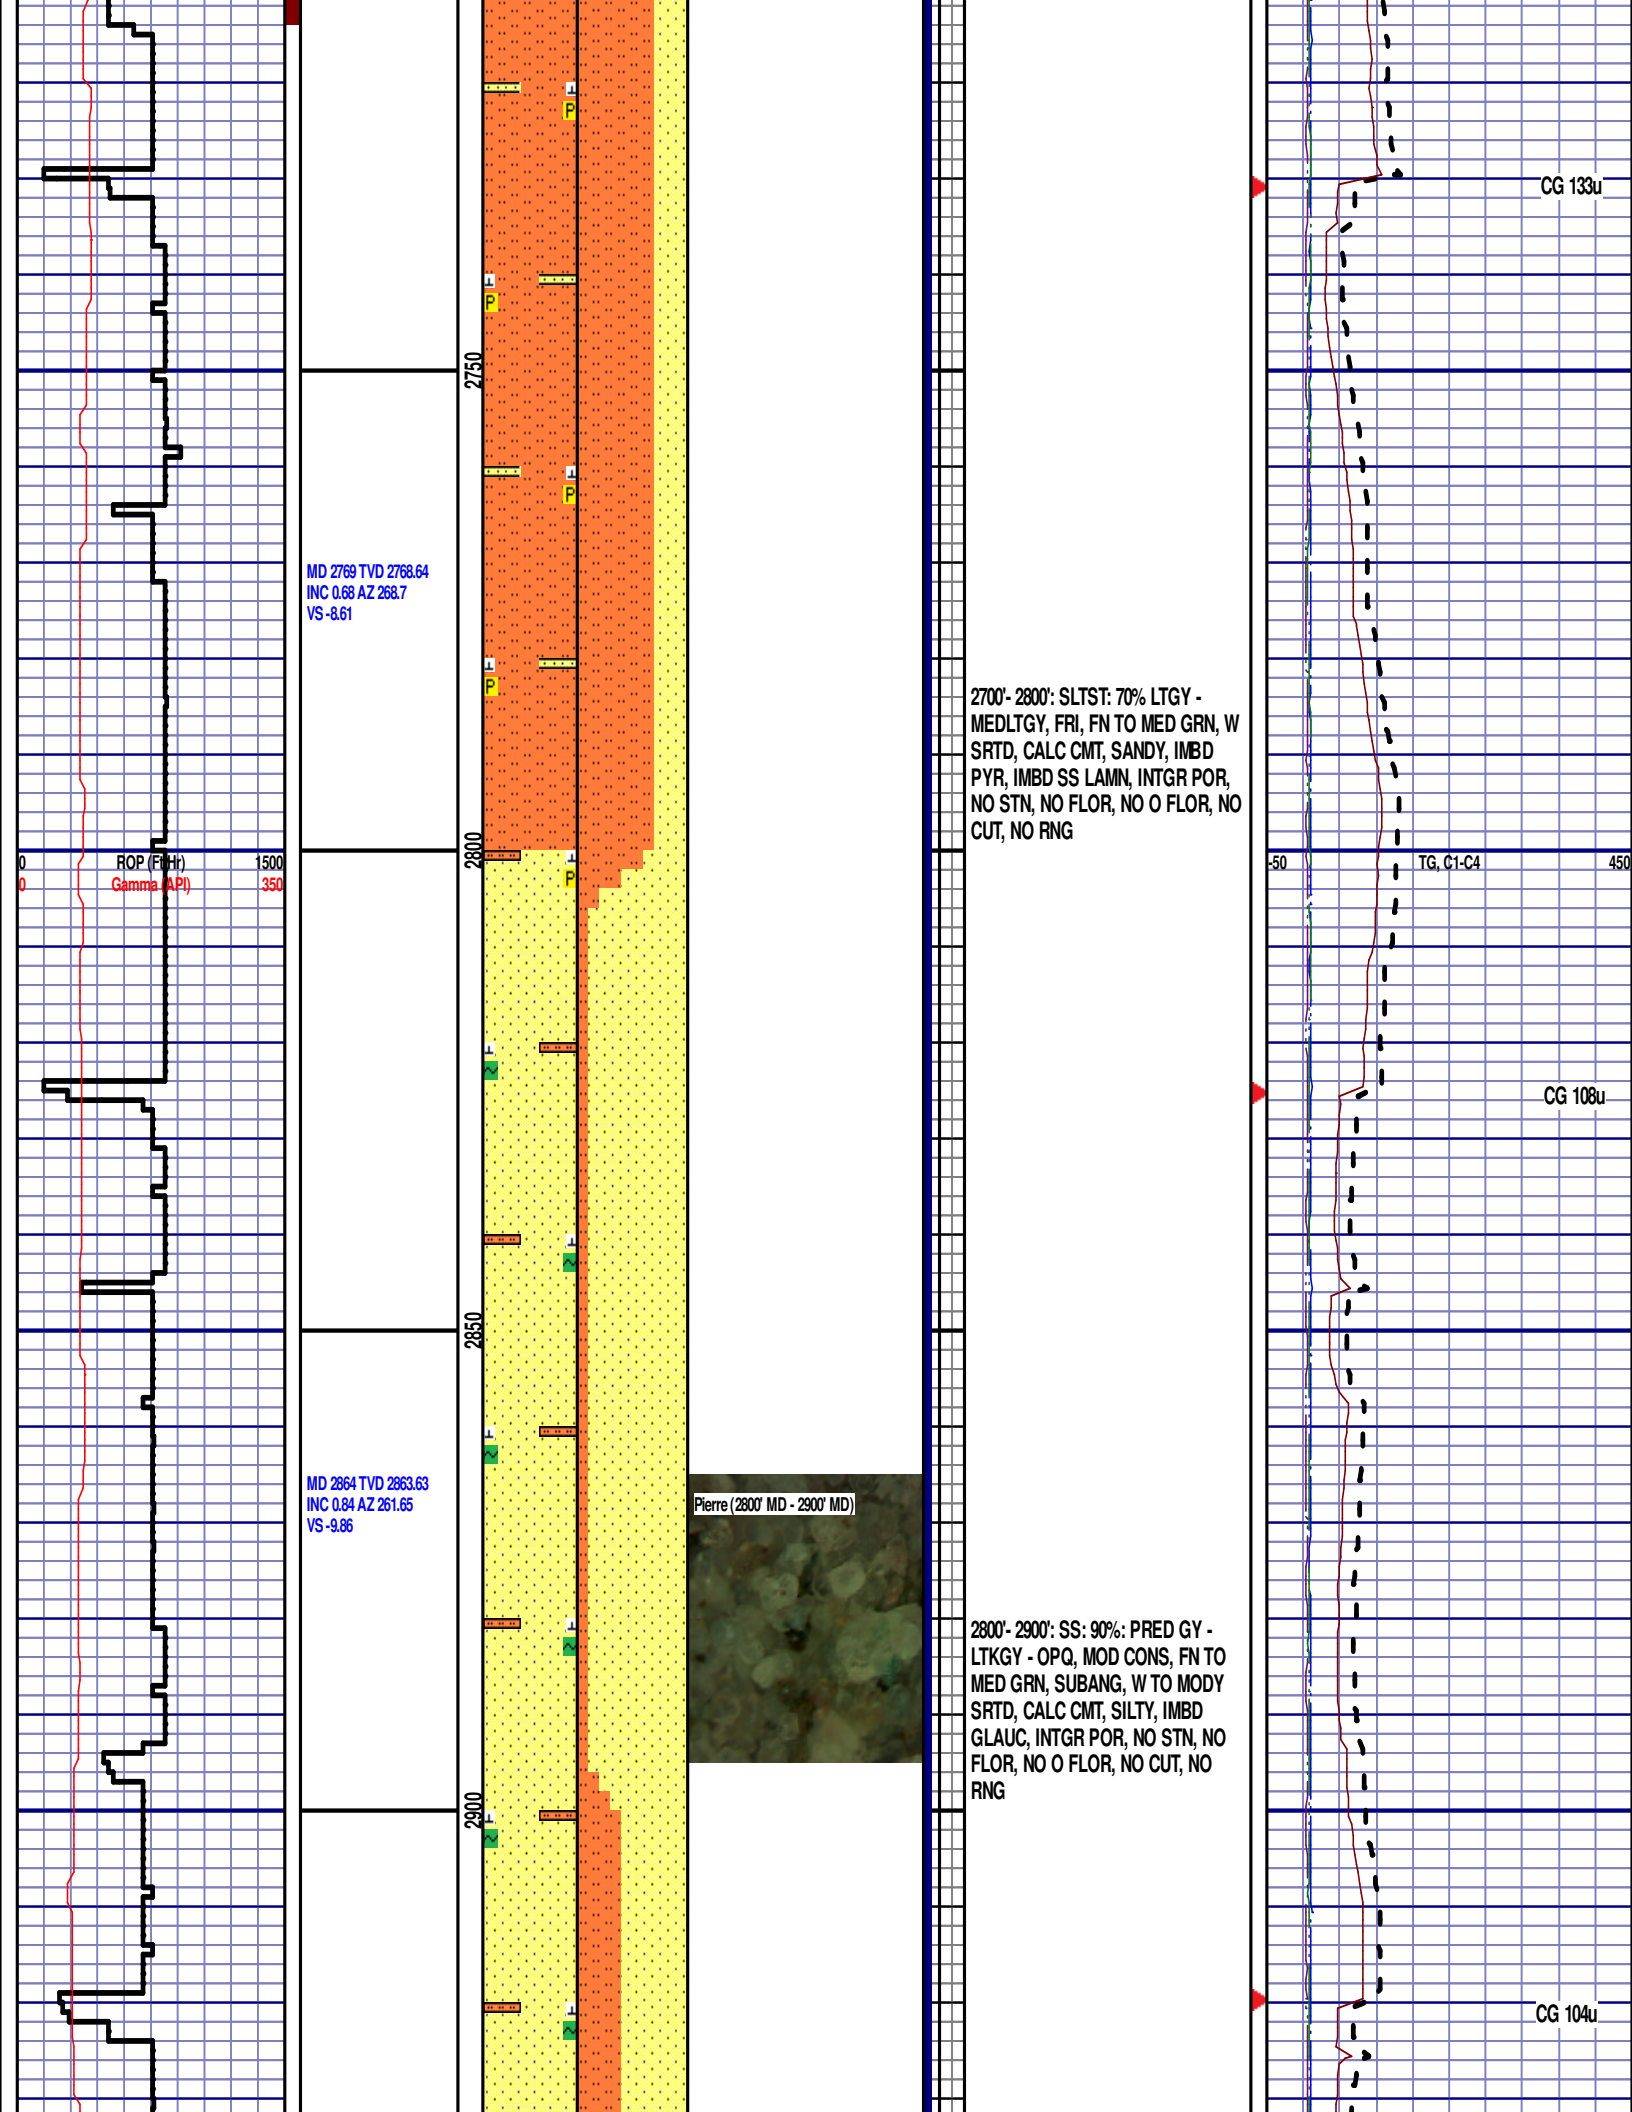 CG 133u
2750
MD 2769 TVD 2768.64
INC 0.68 AZ 268.7
VS -8.61
2700'- 2800': SLTST: 70% LTGY -
MEDLTGY, FRI, FN TO MED GRN, W
SRTD, CALC CMT, SANDY, IMBD
PYR, IMBD SS LAMN, INTGR POR,
NO STN, NO FLOR, NO O FLOR, NO
CUT, NO RNG
2800
0 ROP (Ft/Hr) 1500
0 Gamma (API) 350
-50 TG, C1-C4 450
P
P
P
P
P
CG 108u
2850
MD 2864 TVD 2863.63
INC 0.84 AZ 261.65
VS -9.86
Pierre (2800' MD - 2900' MD)
2800'- 2900': SS: 90%: PRED GY -
LTKGY - OPQ, MOD CONS, FN TO
MED GRN, SUBANG, W TO MODY
SRTD, CALC CMT, SILTY, IMBD
GLAUC, INTGR POR, NO STN, NO
FLOR, NO O FLOR, NO CUT, NO
RNG
2900
CG 104u